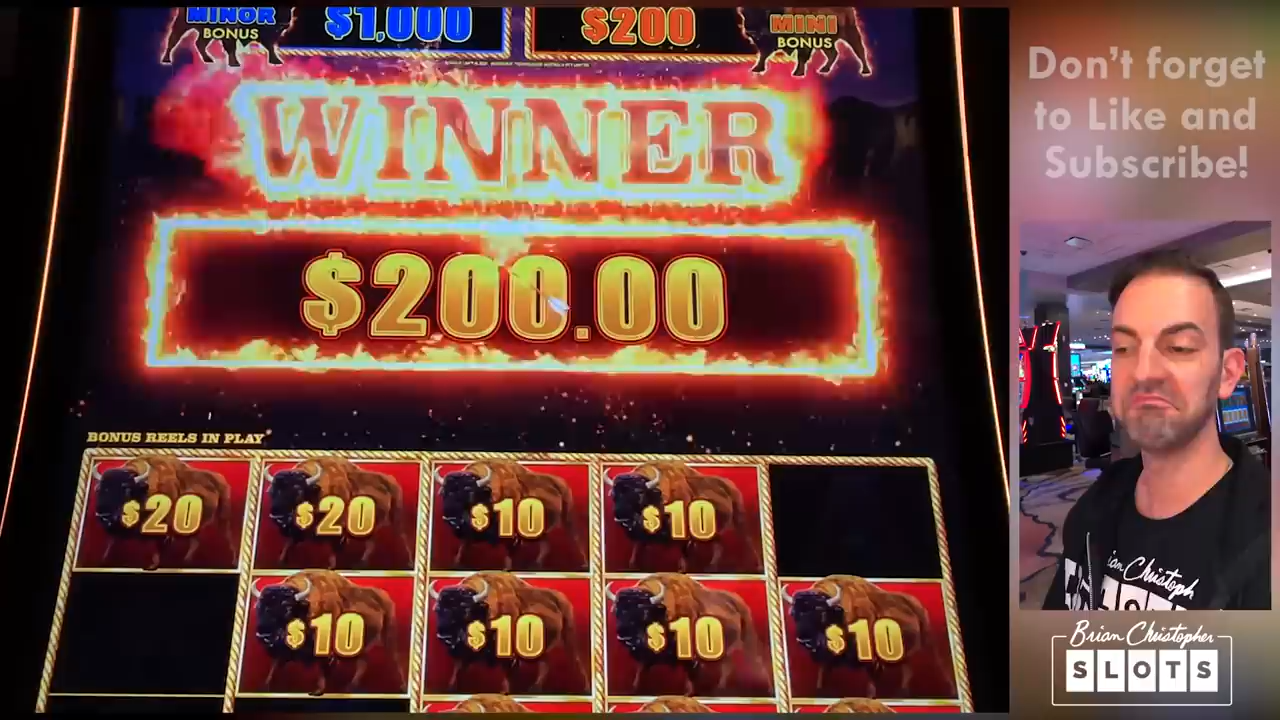 MINOR
BONUS
$1,000
$200
MINI
BONUS
WINNER
$200.00
BONUS REELS IN PLAY
$20
$20
$10
$10
$10
$10
$10
$10
Don't forget
to Like and
Subscribe!
Brian Christopher
SLOTS